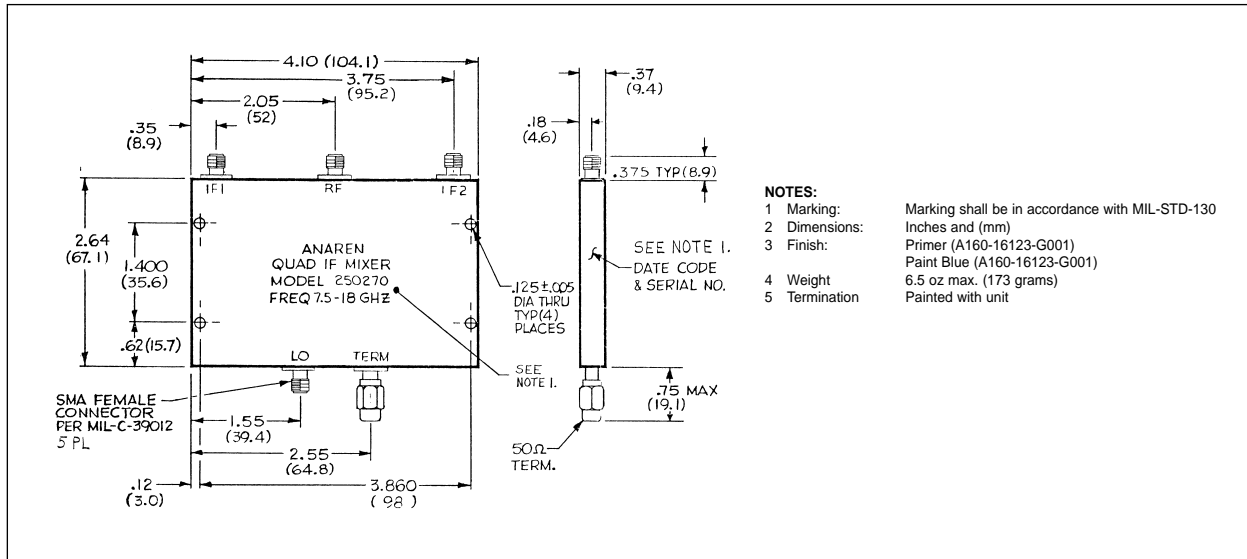 4.10 (104.1)
3.75
(95.2)
2.05
(52)
.35
(8.9)
.37
(9.4)
.18
(4.6)
.375 TYP(8.9)
IF1
RF
IF2
2.64
(67.1)
1.400
(35.6)
.62(15.7)
ANAREN
QUAD IF MIXER
MODEL 250270
FREQ 7.5-18 GHZ
.125±.005
DIA THRU
TYP(4)
PLACES
SEE NOTE 1.
DATE CODE
& SERIAL NO.
LO
TERM
SEE
NOTE 1.
SMA FEMALE
CONNECTOR
PER MIL-C-39012
5 PL
1.55
(39.4)
2.55
(64.8)
.12
(3.0)
3.860
(98)
.75 MAX
(19.1)
50Ω
TERM.
NOTES:
1 Marking: Marking shall be in accordance with MIL-STD-130
2 Dimensions: Inches and (mm)
3 Finish: Primer (A160-16123-G001)
Paint Blue (A160-16123-G001)
4 Weight 6.5 oz max. (173 grams)
5 Termination Painted with unit